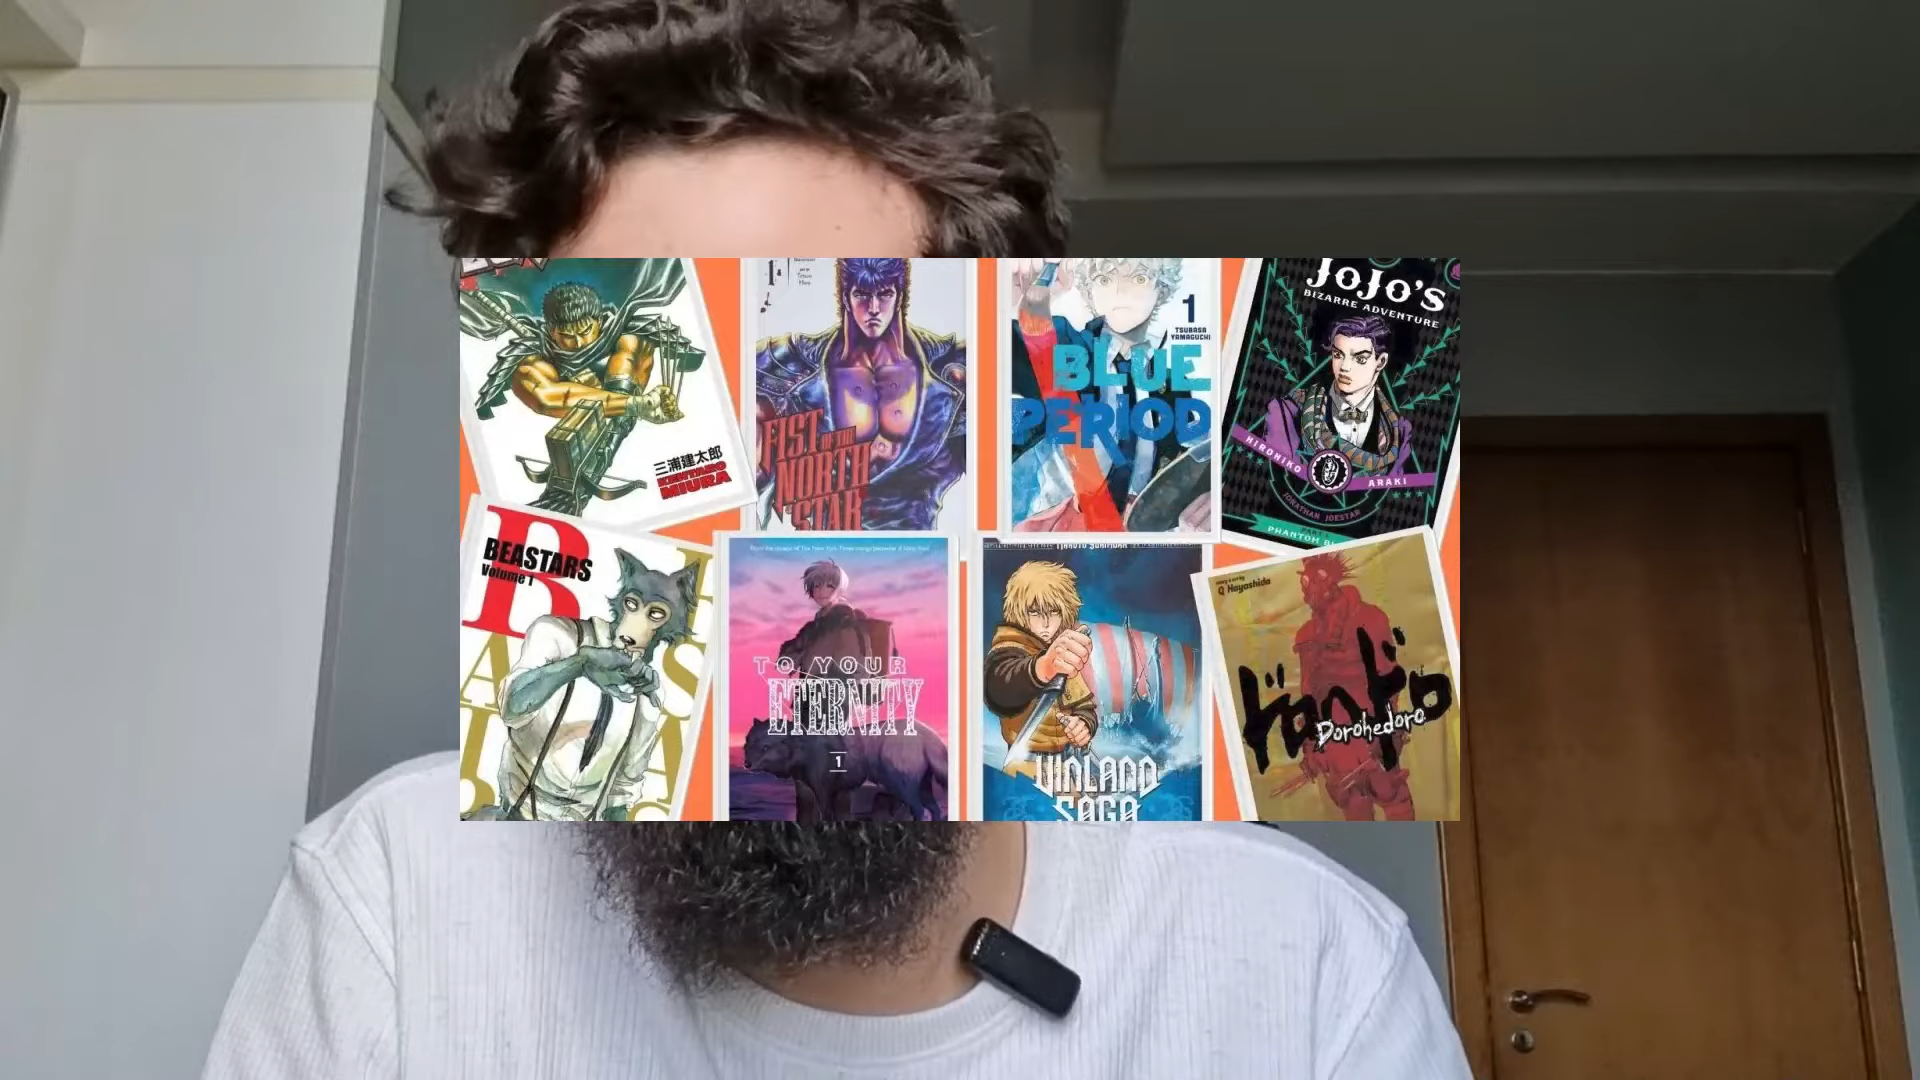 三浦建太郎
KENTARO
MIURA
FIST OF THE
NORTH
STAR
1
TSUBASA
YAMAGUCHI
BLUE
PERIOD
JOJO'S
BIZARRE ADVENTURE
HIROHIKO
ARAKI
JONATHAN JOESTAR
PHANTOM
BEASTARS
Volume 1
TO YOUR
ETERNITY
1
VINLAND
SAGA
Q Hayashida
ドロヘドロ
Dorohedoro